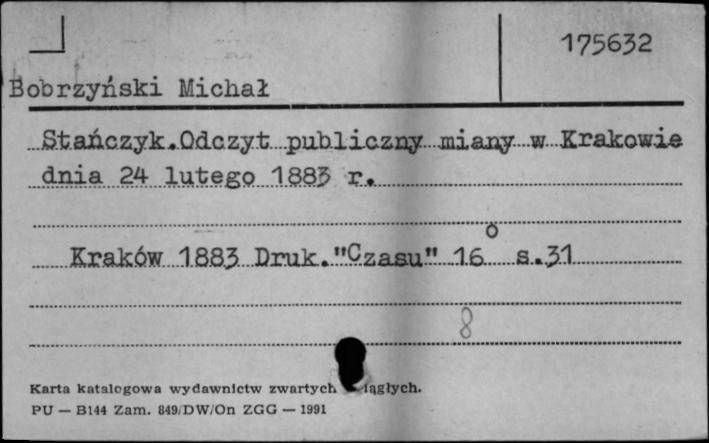 175632
Bobrzyński Michał
Stańczyk.Odczyt publiczny miany w Krakowie
dnia 24 lutego 1883 r.
Kraków 1883 Druk."Czasu" 16° s.31
8
Karta katalogowa wydawnictw zwartych
PU — B144 Zam. 849/DW/On ZGG — 1991